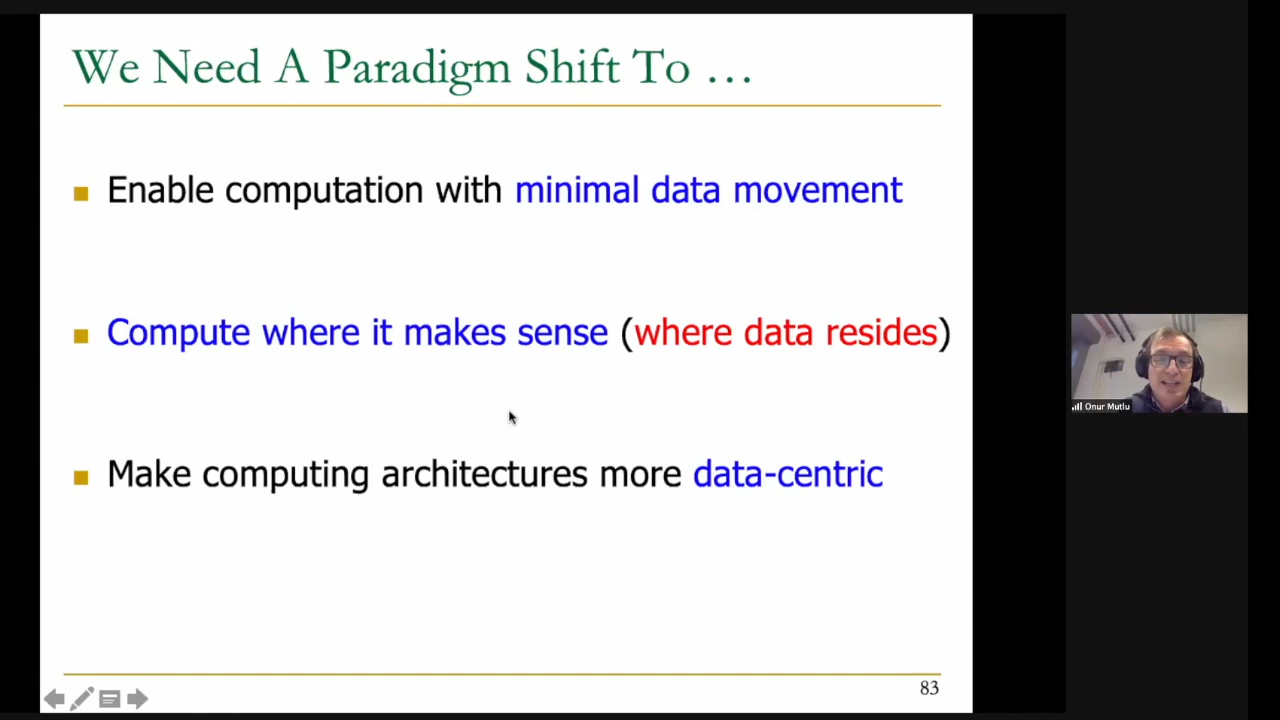 We Need A Paradigm Shift To …
Enable computation with minimal data movement
Compute where it makes sense (where data resides)
Make computing architectures more data-centric
83
Onur Mutlu